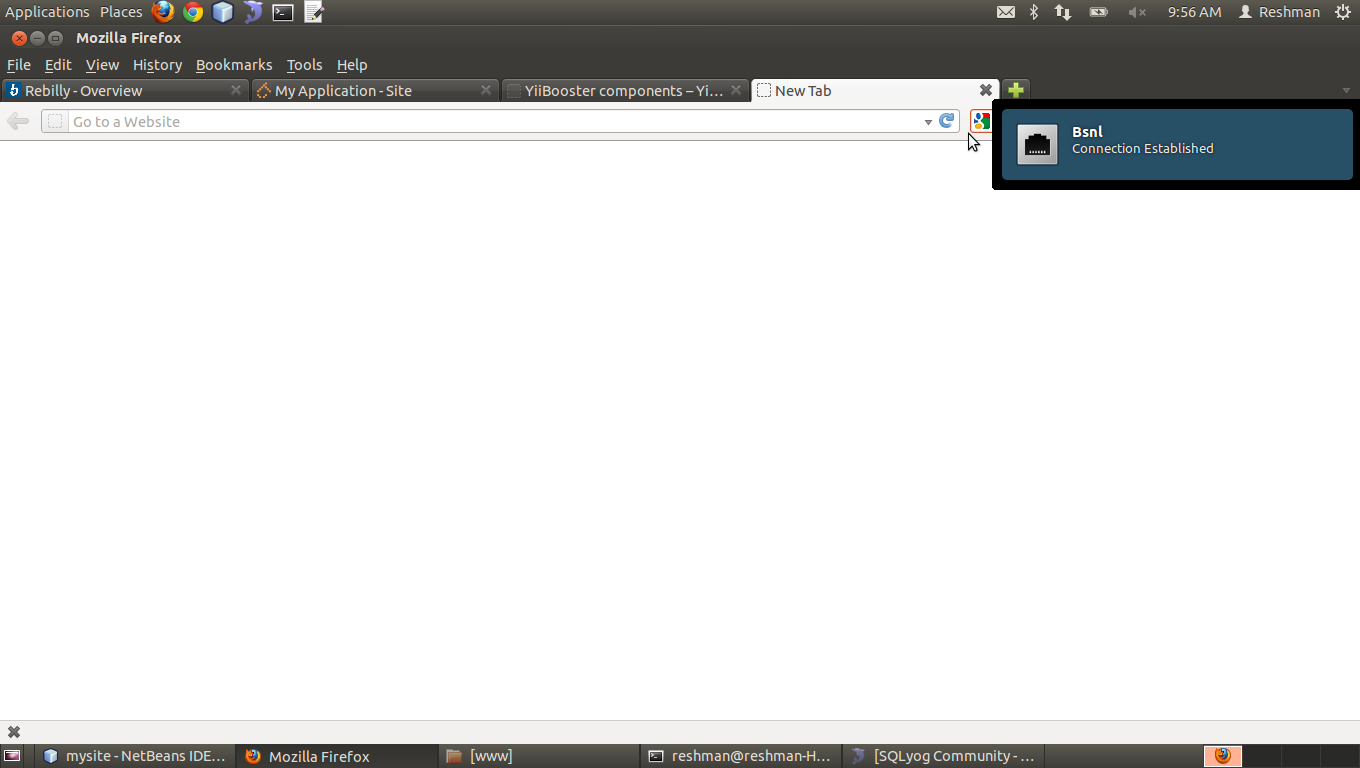 Applications Places 9:56 AM Reshman
Mozilla Firefox
File Edit View History Bookmarks Tools Help
Rebilly - Overview My Application - Site YiiBooster components – Yi... New Tab
Go to a Website
Bsnl
Connection Established
mysite - NetBeans IDE... Mozilla Firefox [www] reshman@reshman-H... [SQLyog Community - ...